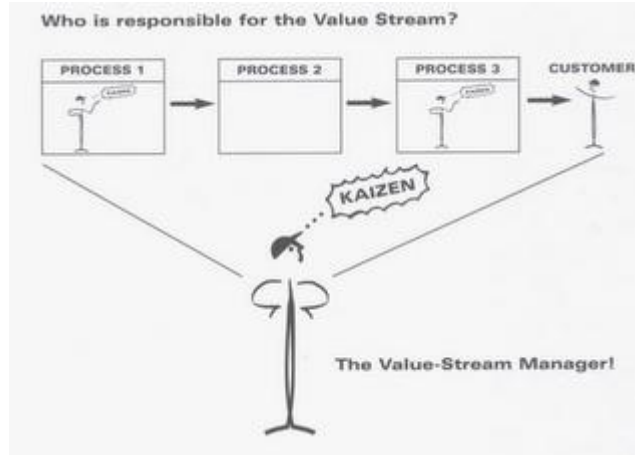 Who is responsible for the Value Stream?
PROCESS 1
PROCESS 2
PROCESS 3
CUSTOMER
KAIZEN
KAIZEN
KAIZEN
The Value-Stream Manager!